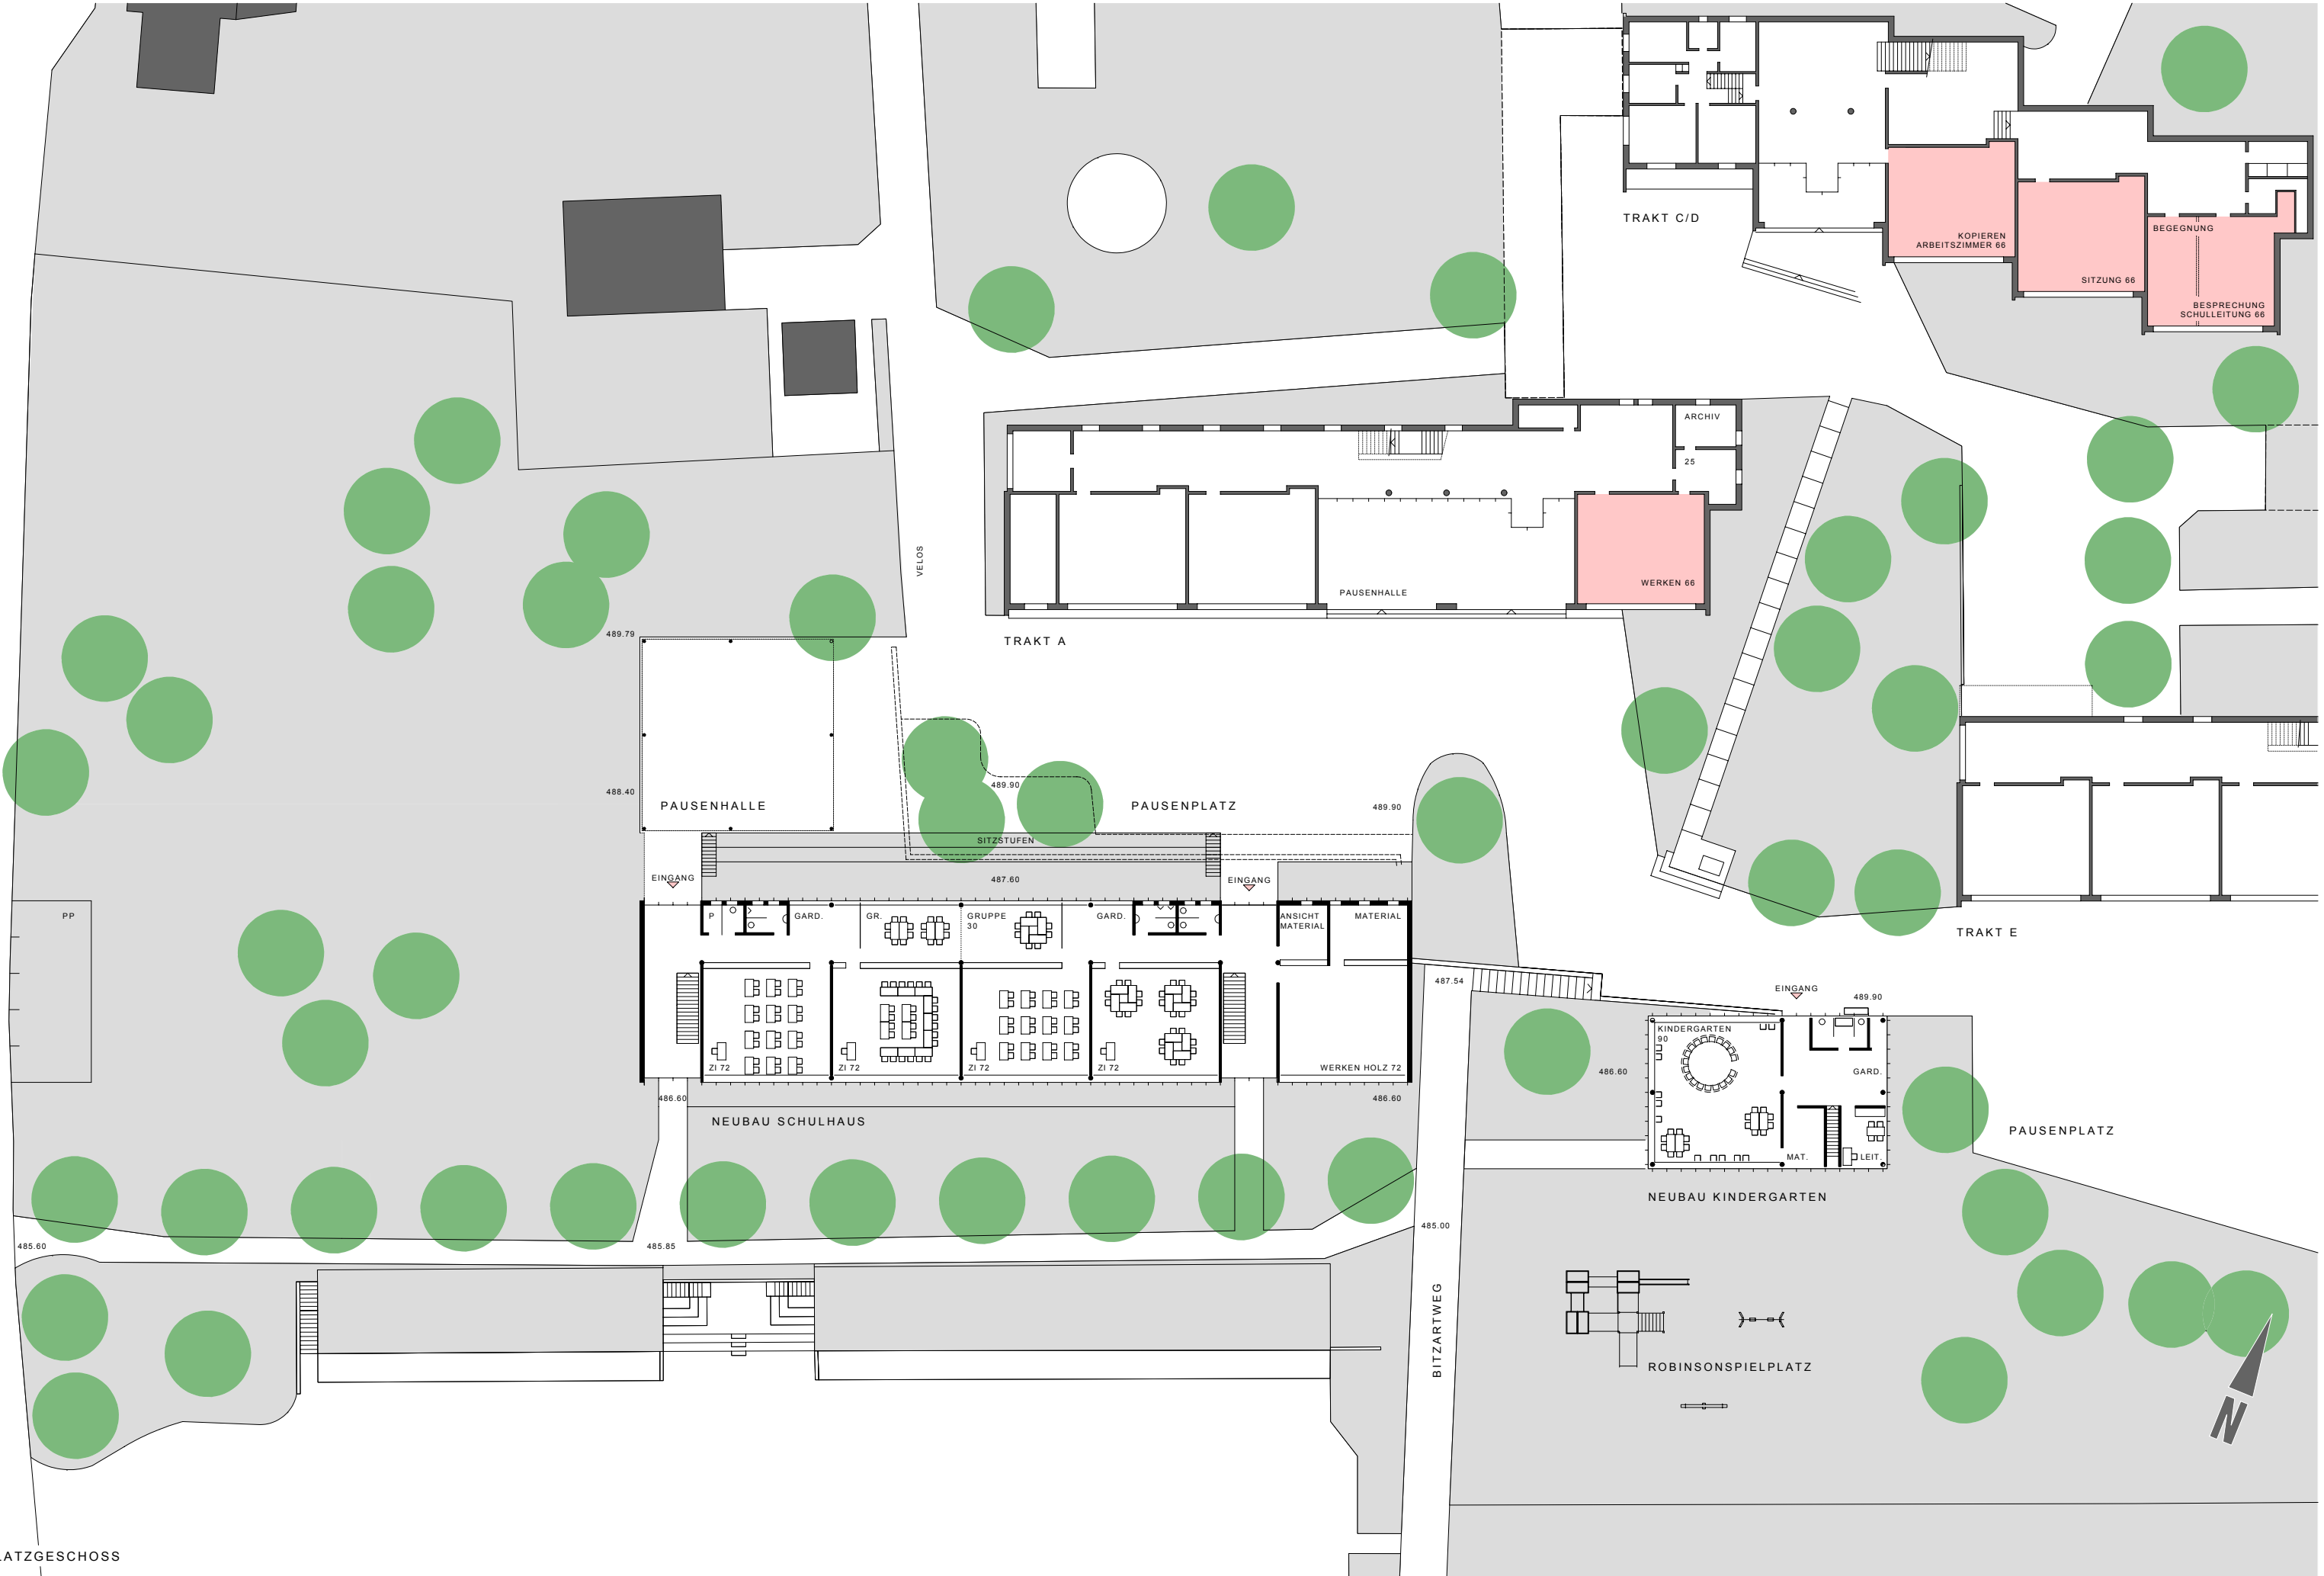 TRAKT C/D
KOPIEREN
ARBEITSZIMMER 66
SITZUNG 66
BEGEGNUNG
BESPRECHUNG
SCHULLEITUNG 66
ARCHIV
25
WERKEN 66
PAUSENHALLE
TRAKT A
VELOS
489.79
488.40
PAUSENHALLE
489.90
PAUSENPLATZ
489.90
SITZSTUFEN
487.60
EINGANG
EINGANG
PP
P
GARD.
GR.
GRUPPE
30
GARD.
ANSICHT
MATERIAL
MATERIAL
ZI 72
ZI 72
ZI 72
ZI 72
WERKEN HOLZ 72
486.60
486.60
NEUBAU SCHULHAUS
487.54
TRAKT E
EINGANG
489.90
KINDERGARTEN
90
486.60
GARD.
MAT.
LEIT.
PAUSENPLATZ
NEUBAU KINDERGARTEN
485.60
485.85
485.00
BITZARTWEG
ROBINSONSPIELPLATZ
N
LATZGESCHOSS